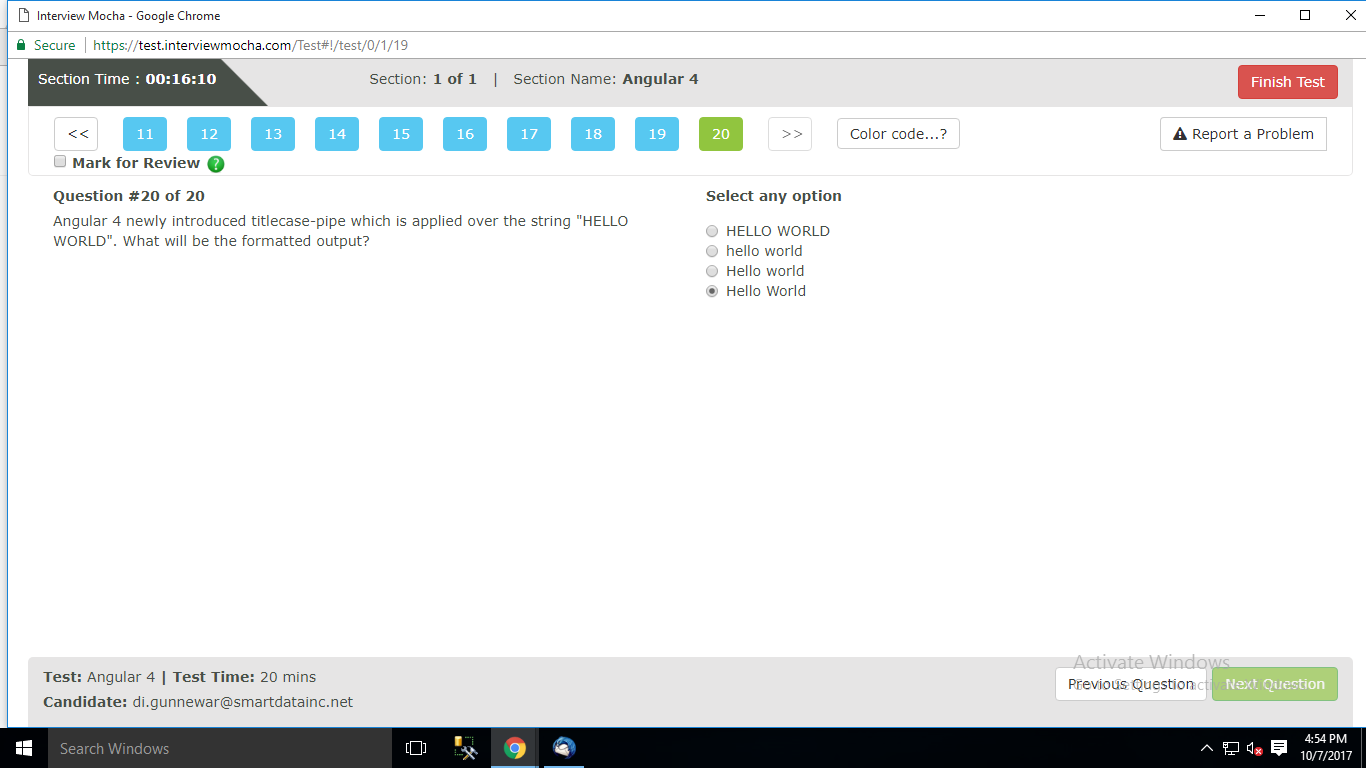 Interview Mocha - Google Chrome
Secure | https://test.interviewmocha.com/Test#!/test/0/1/19
Section Time : 00:16:10
Section: 1 of 1 | Section Name: Angular 4
Finish Test
<< 11 12 13 14 15 16 17 18 19 20 >> Color code...? Report a Problem
Mark for Review ?
Question #20 of 20
Angular 4 newly introduced titlecase-pipe which is applied over the string "HELLO
WORLD". What will be the formatted output?
Select any option
HELLO WORLD
hello world
Hello world
Hello World
Test: Angular 4 | Test Time: 20 mins
Candidate: di.gunnewar@smartdatainc.net
Activate Windows
Previous Question
Next Question
Search Windows
4:54 PM
10/7/2017